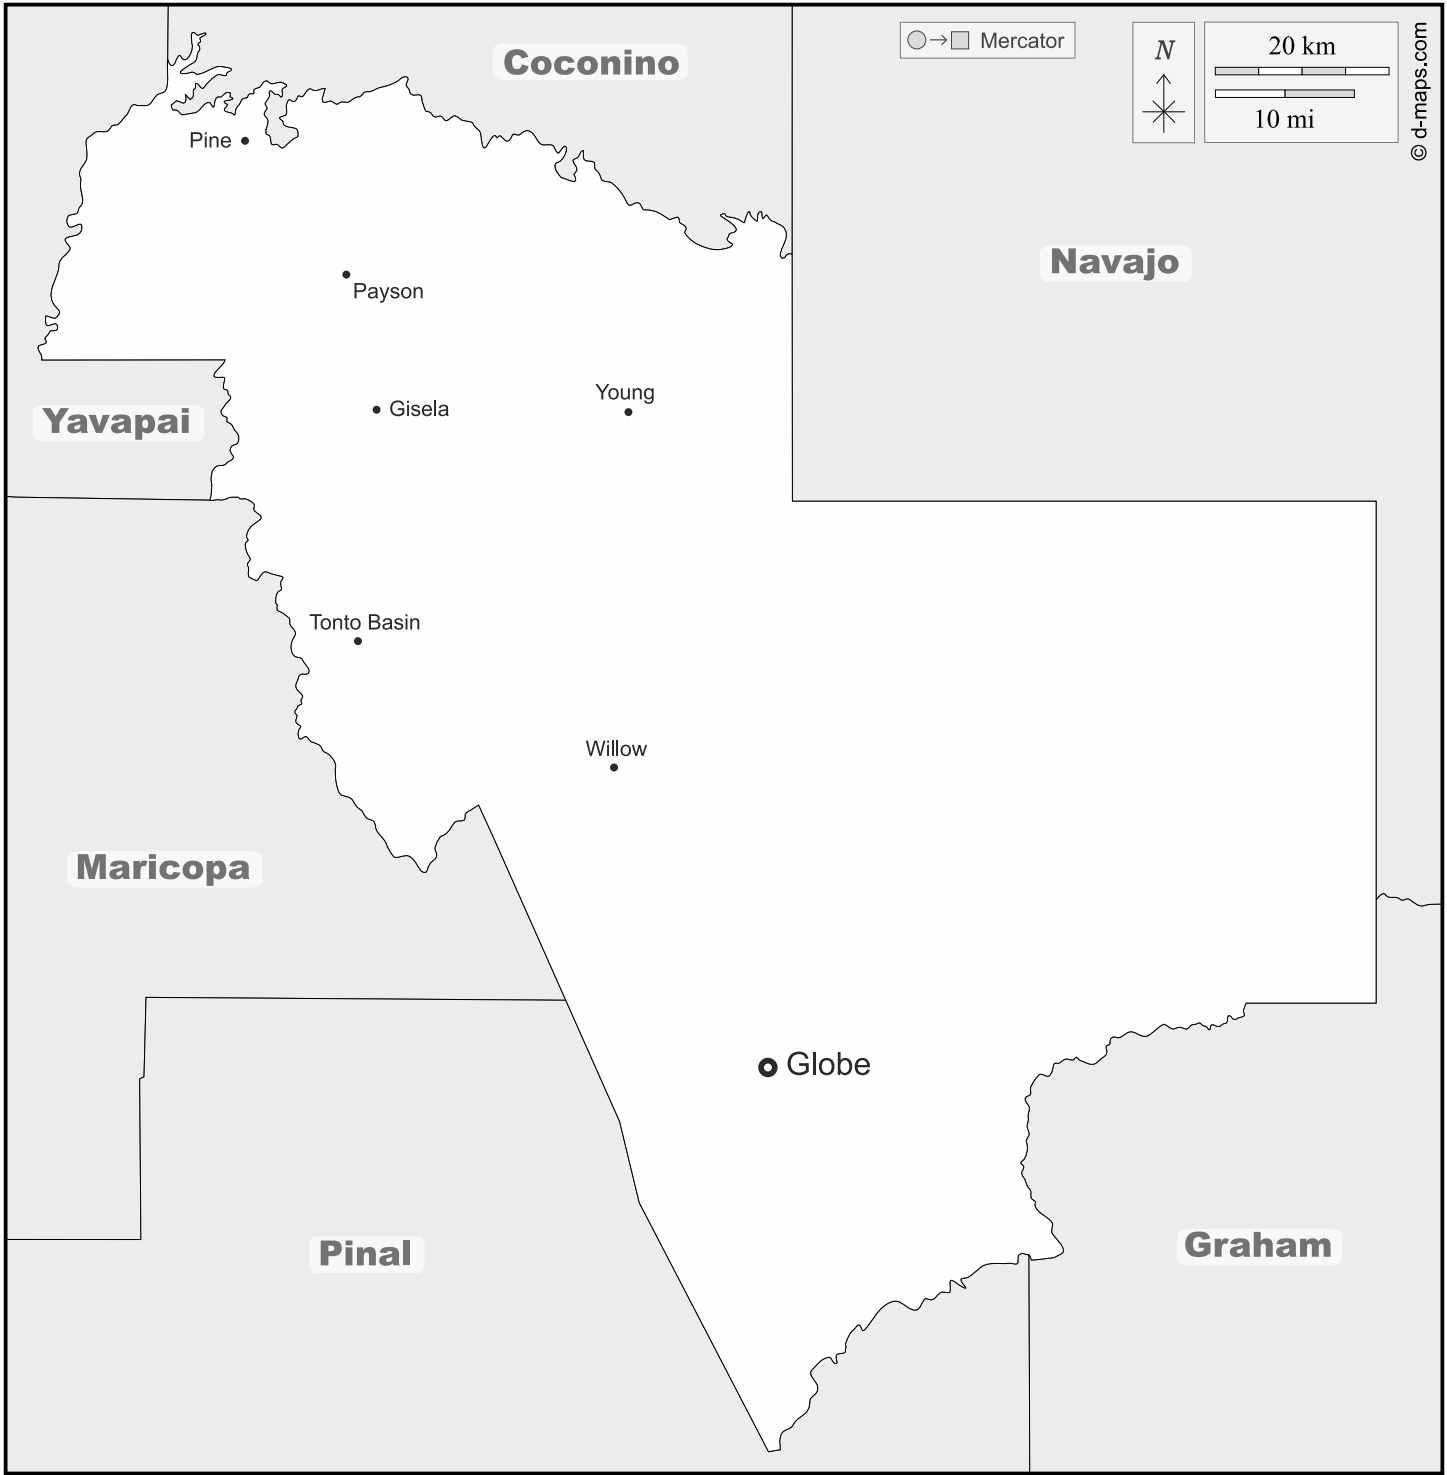 Coconino
Mercator
N
20 km
10 mi
© d-maps.com
Pine
Navajo
Payson
Young
Gisela
Yavapai
Tonto Basin
Willow
Maricopa
Globe
Pinal
Graham